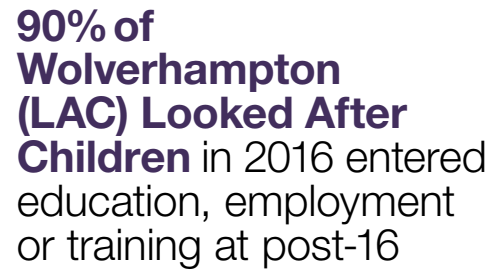 90% of
Wolverhampton
(LAC) Looked After
Children in 2016 entered
education, employment
or training at post-16